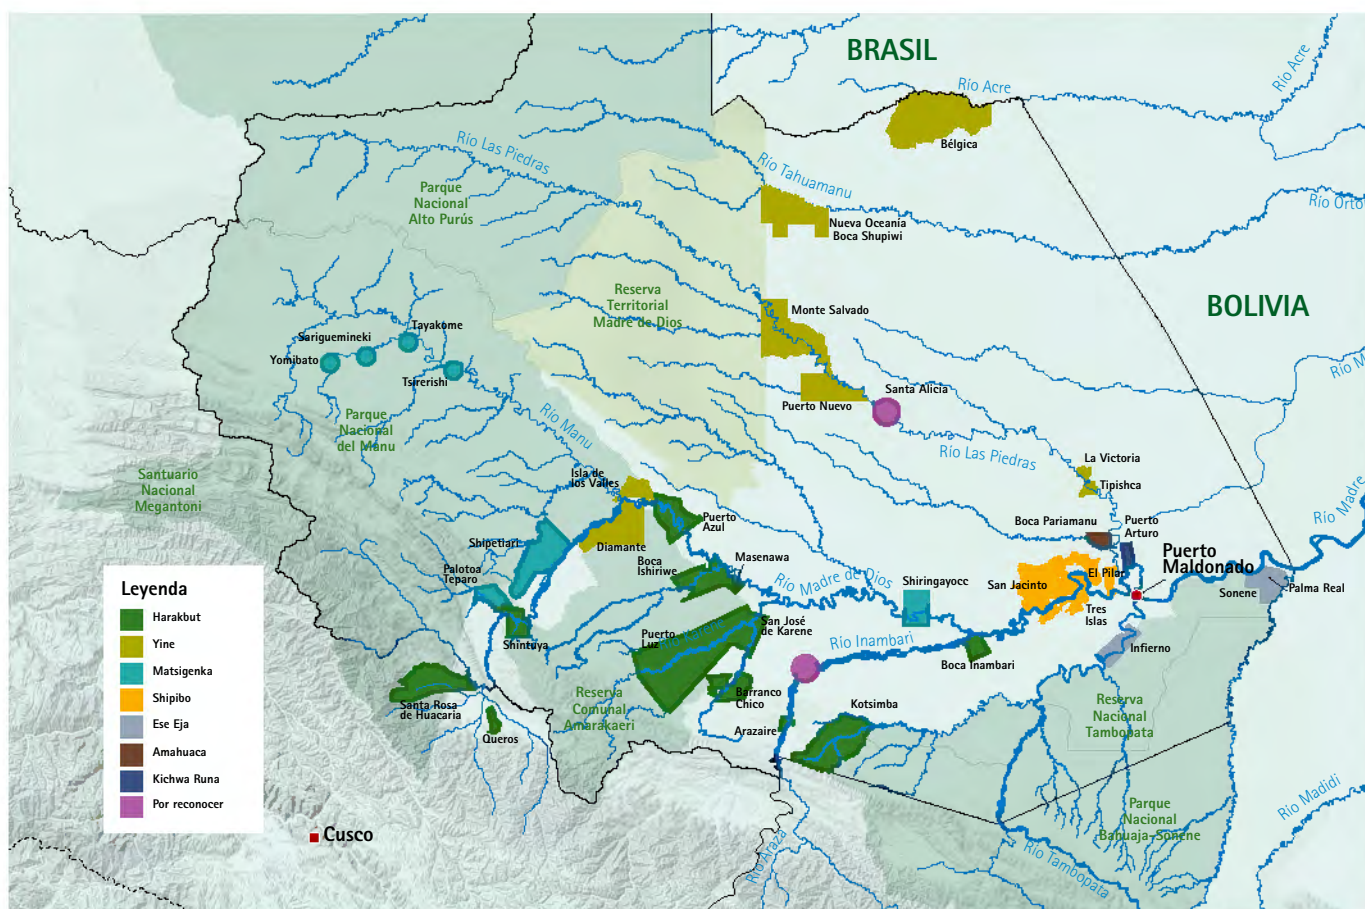 BRASIL
Río Acre
Río Acre
Bélgica
Río Las Piedras
Río Tahuamanu
Parque
Nacional
Alto Purús
Río Orto
Nueva Oceanía
Boca Shupiwi
Reserva
Territorial
Madre de Dios
BOLIVIA
Monte Salvado
Tayakome
Sariguemineki
Yomibato
Tsirerishi
Río M
Santa Alicia
Puerto Nuevo
Parque
Nacional
del Manu
Río Manu
Río Las Piedras
La Victoria
Tipishca
Santuario
Nacional
Megantoni
Isla de
los Valles
Puerto
Azul
Boca Pariamanu
Puerto
Arturo
Río Madre
Shipetiari
Diamante
Boca
Ishiriwe
Masenawa
Puerto
Maldonado
Palotoa
Teparo
Río Madre de Dios
Shiringayocc
San Jacinto
El Pilar
Sonene
Palma Real
Tres
Islas
San José
de Karene
Puerto
Luz
Río Karene
Río Inambari
Shintuya
Infierno
Boca Inambari
Santa Rosa
de Huacaria
Queros
Reserva
Comunal
Amarakaeri
Barranco
Chico
Kotsimba
Arazaire
Reserva
Nacional
Tambopata
Parque
Nacional
Bahuaja-Sonene
Río Madidi
Río Tambopata
Río Araza
Cusco
Leyenda
Harakbut
Yine
Matsigenka
Shipibo
Ese Eja
Amahuaca
Kichwa Runa
Por reconocer